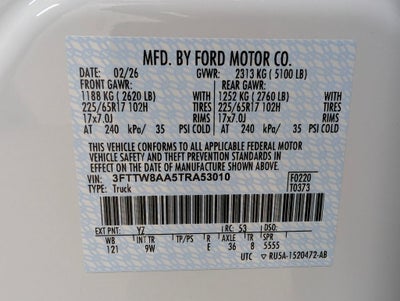 MFD. BY FORD MOTOR CO.
DATE: 02/26 GVWR: 2313 KG ( 5100 LB)
FRONT GAWR: REAR GAWR:
1188 KG ( 2620 LB) WITH 1252 KG ( 2760 LB) WITH
225/65R17 102H TIRES 225/65R17 102H TIRES
17x7.0J RIMS 17x7.0J RIMS
AT 240 kPa/ 35 PSI COLD AT 240 kPa/ 35 PSI COLD
THIS VEHICLE CONFORMS TO ALL APPLICABLE FEDERAL MOTOR
VEHICLE SAFETY AND THEFT PREVENTION STANDARDS IN EFFECT
ON THE DATE OF MANUFACTURE SHOWN ABOVE.
VIN: 3FTTW8AA5TRA53010 F0220
TYPE: Truck T0373
EXT PNT: YZ RC: 53 DSO:
WB INT TR TP/PS R AXLE TR SPR
121 9W E 36 8 5555
UTC ▽ RU5A-1520472-AB